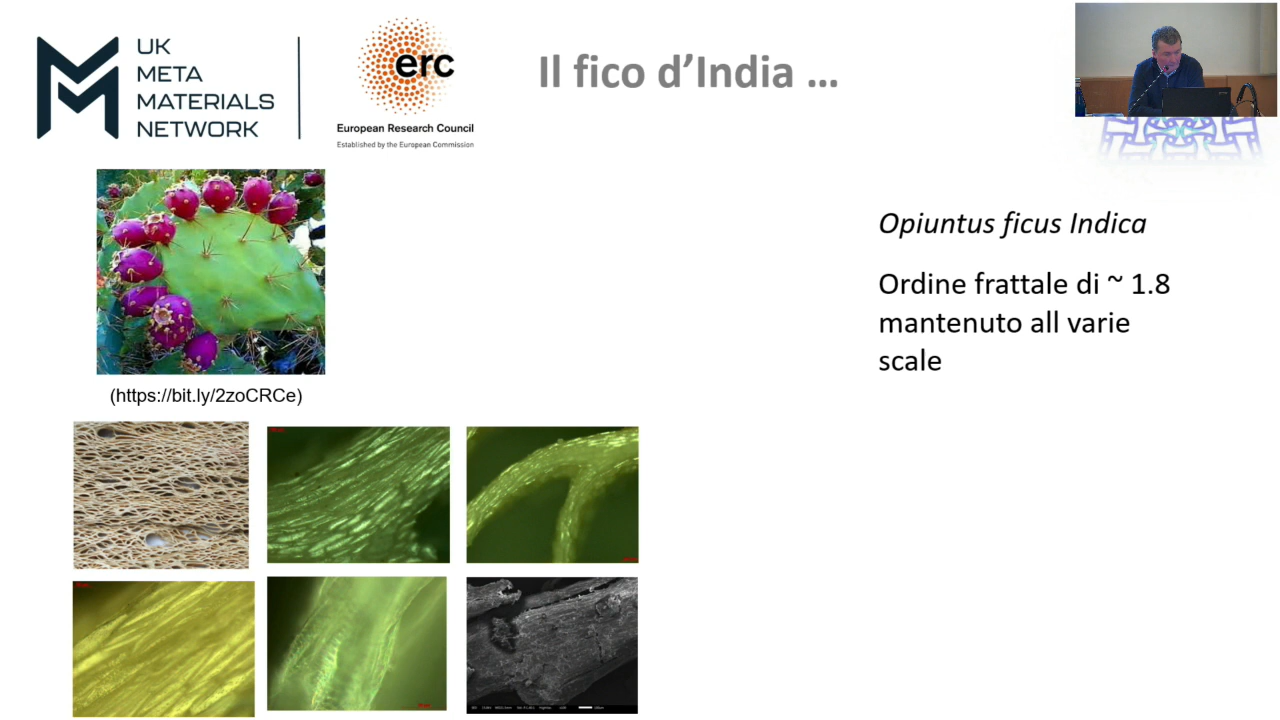 UK
META
MATERIALS
NETWORK
erc
European Research Council
Established by the European Commission
Il fico d’India ...
Opiuntus ficus Indica
Ordine frattale di ~ 1.8
mantenuto all varie
scale
(https://bit.ly/2zoCRCe)